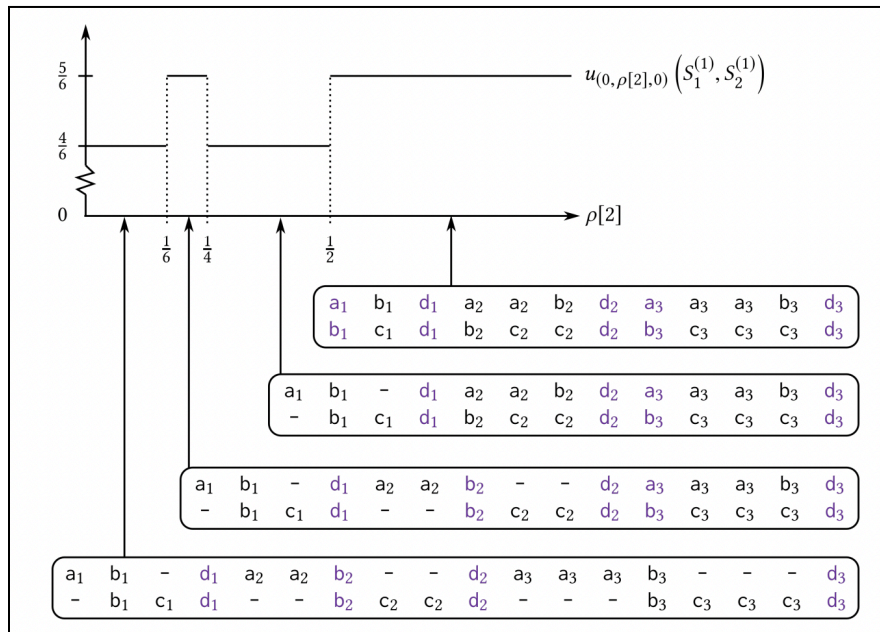 5/6
u₍₀,ρ[2],₀₎ (S₁⁽¹⁾, S₂⁽¹⁾)
4/6
0
ρ[2]
1/6 1/4 1/2
a₁ b₁ d₁ a₂ a₂ b₂ d₂ a₃ a₃ a₃ b₃ d₃
b₁ c₁ d₁ b₂ c₂ c₂ d₂ b₃ c₃ c₃ c₃ d₃
a₁ b₁ – d₁ a₂ a₂ b₂ d₂ a₃ a₃ a₃ b₃ d₃
– b₁ c₁ d₁ b₂ c₂ c₂ d₂ b₃ c₃ c₃ c₃ d₃
a₁ b₁ – d₁ a₂ a₂ b₂ – – d₂ a₃ a₃ a₃ b₃ d₃
– b₁ c₁ d₁ – – b₂ c₂ c₂ d₂ b₃ c₃ c₃ c₃ d₃
a₁ b₁ – d₁ a₂ a₂ b₂ – – d₂ a₃ a₃ a₃ b₃ – – – d₃
– b₁ c₁ d₁ – – b₂ c₂ c₂ d₂ – – – b₃ c₃ c₃ c₃ d₃